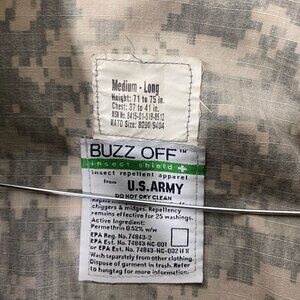 Medium - Long
Height: 71 to 75 in.
Chest: 37 to 41 in.
NATO Size: 8090/9404
BUZZ OFF™
insect shield
insect repellent apparel
from U.S.ARMY
DO NOT DRY CLEAN
chiggers & midges. Repellency
remains effective for 25 washings.
Active Ingredient:
Permethrin 0.52% w/w
EPA Reg. No. 74843-2
EPA Est. No. 74843-NC-001
or EPA Est. No. 74843-NC-002
Wash separately from other clothing.
Dispose of garment in trash. Refer
to hangtag for more information.